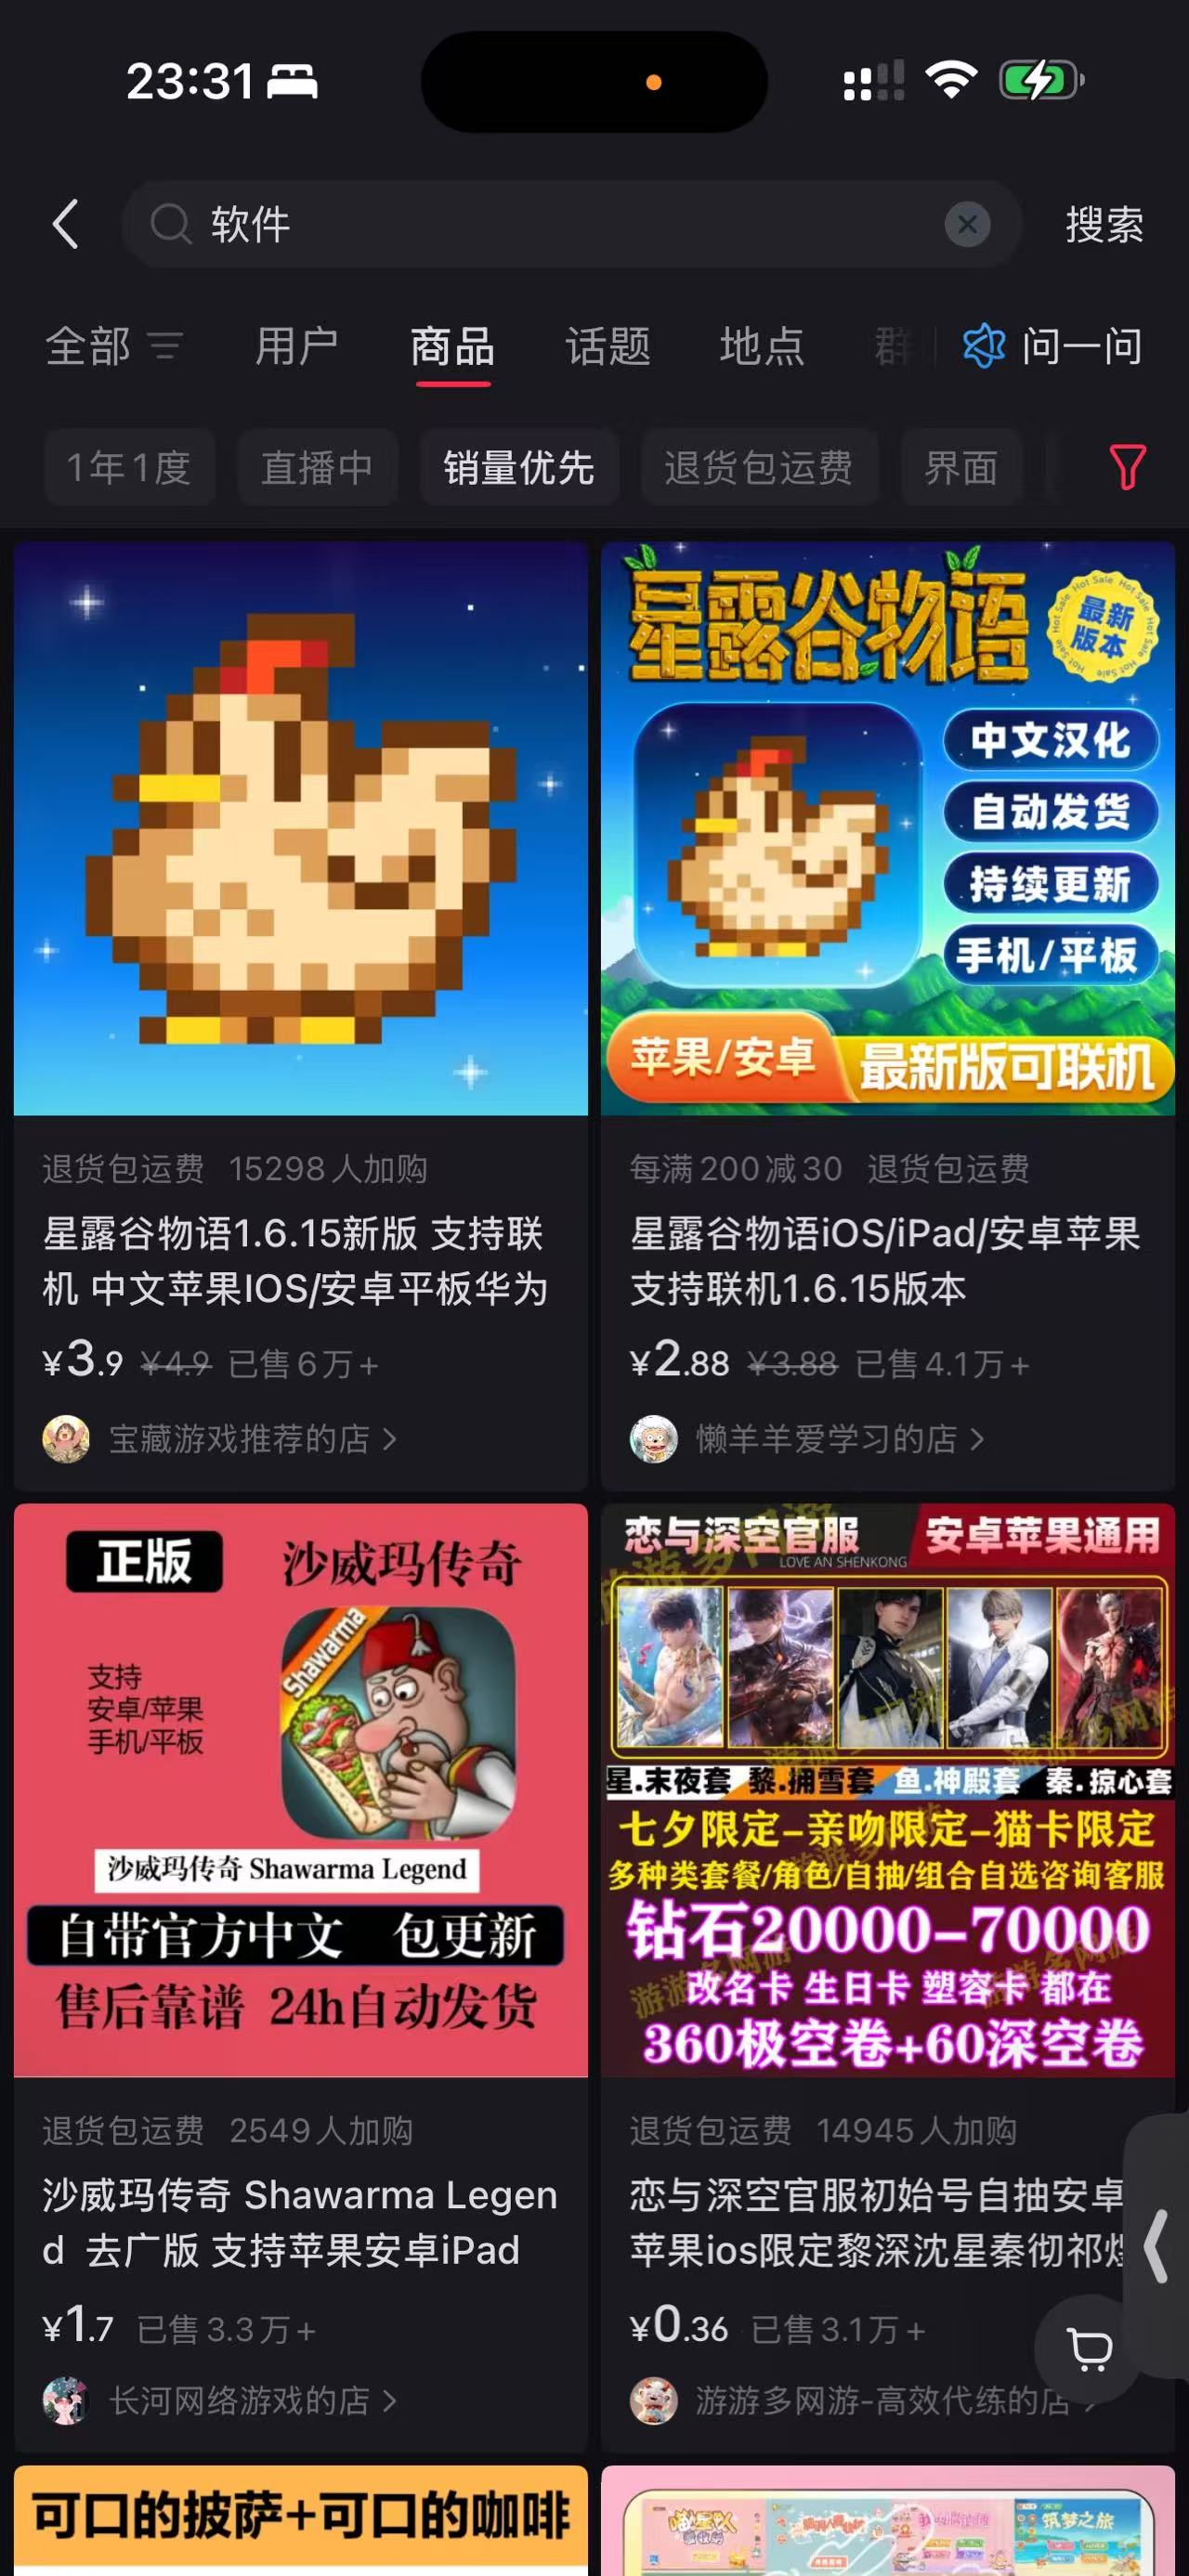 23:31
软件
搜索
全部 用户 商品 话题 地点 群 问一问
1年1度 直播中 销量优先 退货包运费 界面
星露谷物语
最新
版本
中文汉化
自动发货
持续更新
手机/平板
苹果/安卓
最新版可联机
退货包运费 15298人加购
星露谷物语1.6.15新版 支持联
机 中文苹果IOS/安卓平板华为
¥3.9 ¥4.9 已售6万+
宝藏游戏推荐的店
每满200减30 退货包运费
星露谷物语iOS/iPad/安卓苹果
支持联机1.6.15版本
¥2.88 ¥3.88 已售4.1万+
懒羊羊爱学习的店
正版
沙威玛传奇
支持
安卓/苹果
手机/平板
Shawarma
沙威玛传奇 Shawarma Legend
自带官方中文 包更新
售后靠谱 24h自动发货
恋与深空官服 安卓苹果通用
LOVE AN SHENKONG
星.末夜套 黎.拥雪套 鱼.神殿套 秦.掠心套
七夕限定-亲吻限定-猫卡限定
多种类套餐/角色/自抽/组合自选咨询客服
钻石20000-70000
改名卡 生日卡 塑容卡 都在
360极空卷+60深空卷
退货包运费 2549人加购
沙威玛传奇 Shawarma Legen
d 去广版 支持苹果安卓iPad
¥1.7 已售3.3万+
长河网络游戏的店
退货包运费 14945人加购
恋与深空官服初始号自抽安卓
苹果ios限定黎深沈星秦彻祁煜
¥0.36 已售3.1万+
游游多网游-高效代练的店
可口的披萨+可口的咖啡
筑梦之旅